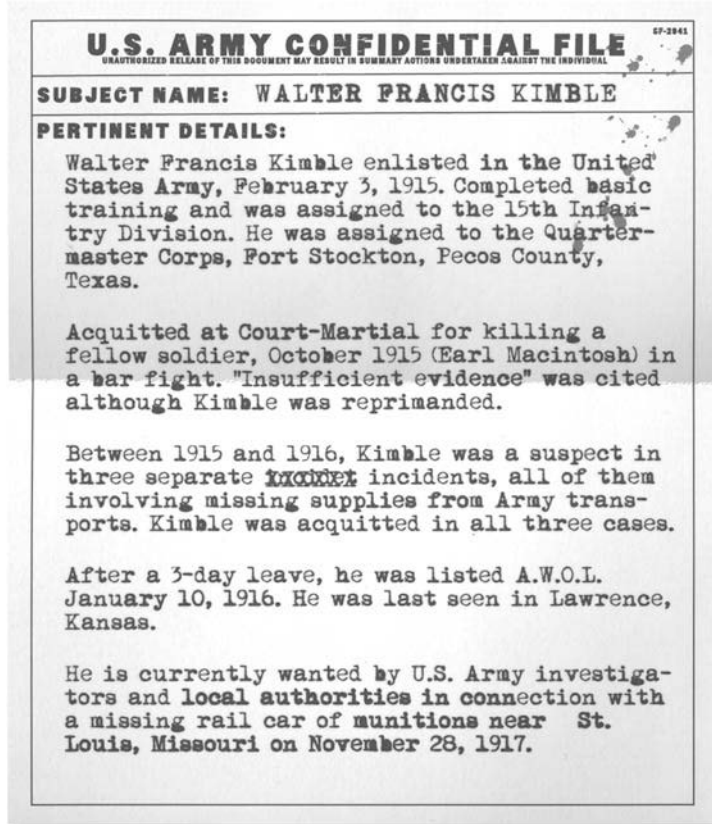 GF-2941
U.S. ARMY CONFIDENTIAL FILE
UNAUTHORIZED RELEASE OF THIS DOCUMENT MAY RESULT IN SUMMARY AUTIONS UNDERTAKEN AGAINST THE INDIVIDUAL
SUBJECT NAME: WALTER FRANCIS KIMBLE
PERTINENT DETAILS:
Walter Francis Kimble enlisted in the United
States Army, February 3, 1915. Completed basic
training and was assigned to the 15th Infan-
try Division. He was assigned to the Quarter-
master Corps, Fort Stockton, Pecos County,
Texas.
Acquitted at Court-Martial for killing a
fellow soldier, October 1915 (Earl Macintosh) in
a bar fight. "Insufficient evidence" was cited
although Kimble was reprimanded.
Between 1915 and 1916, Kimble was a suspect in
three separate incidents, all of them
involving missing supplies from Army trans-
ports. Kimble was acquitted in all three cases.
After a 3-day leave, he was listed A.W.O.L.
January 10, 1916. He was last seen in Lawrence,
Kansas.
He is currently wanted by U.S. Army investiga-
tors and local authorities in connection with
a missing rail car of munitions near St.
Louis, Missouri on November 28, 1917.